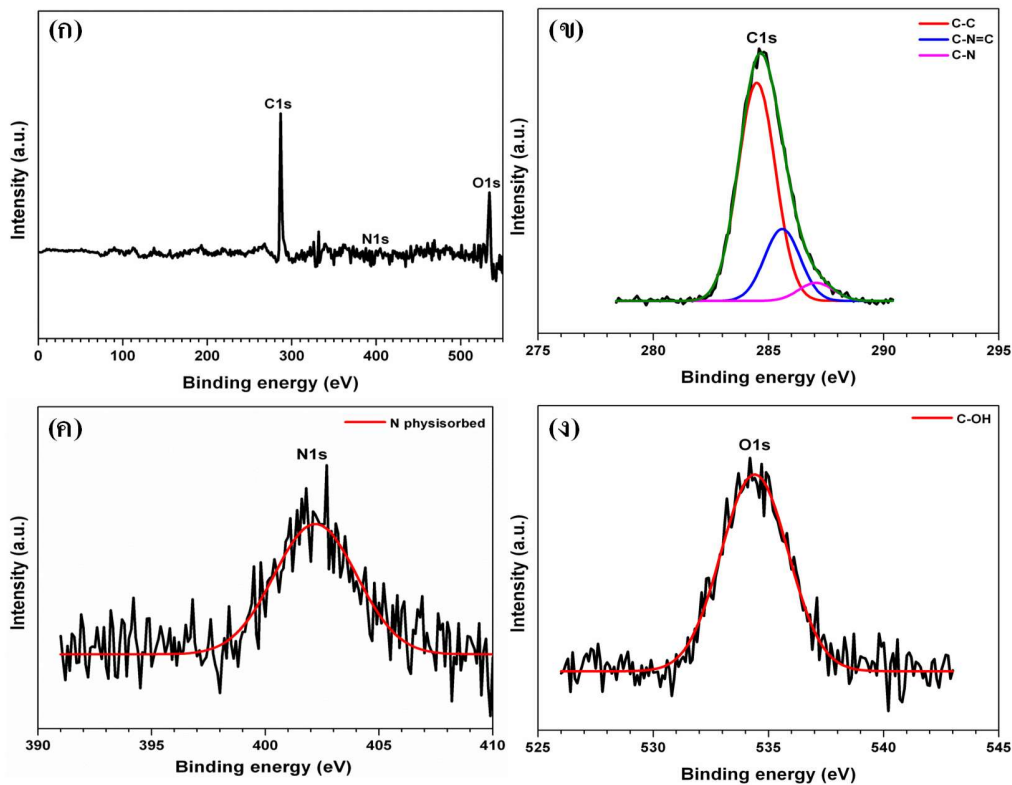 (ก)
C1s
O1s
N1s
Intensity (a.u.)
0 100 200 300 400 500
Binding energy (eV)
(ข)
C1s
C-C
C-N=C
C-N
Intensity (a.u.)
275 280 285 290 295
Binding energy (eV)
(ค)
N physisorbed
N1s
Intensity (a.u.)
390 395 400 405 410
Binding energy (eV)
(ง)
C-OH
O1s
Intensity (a.u.)
525 530 535 540 545
Binding energy (eV)